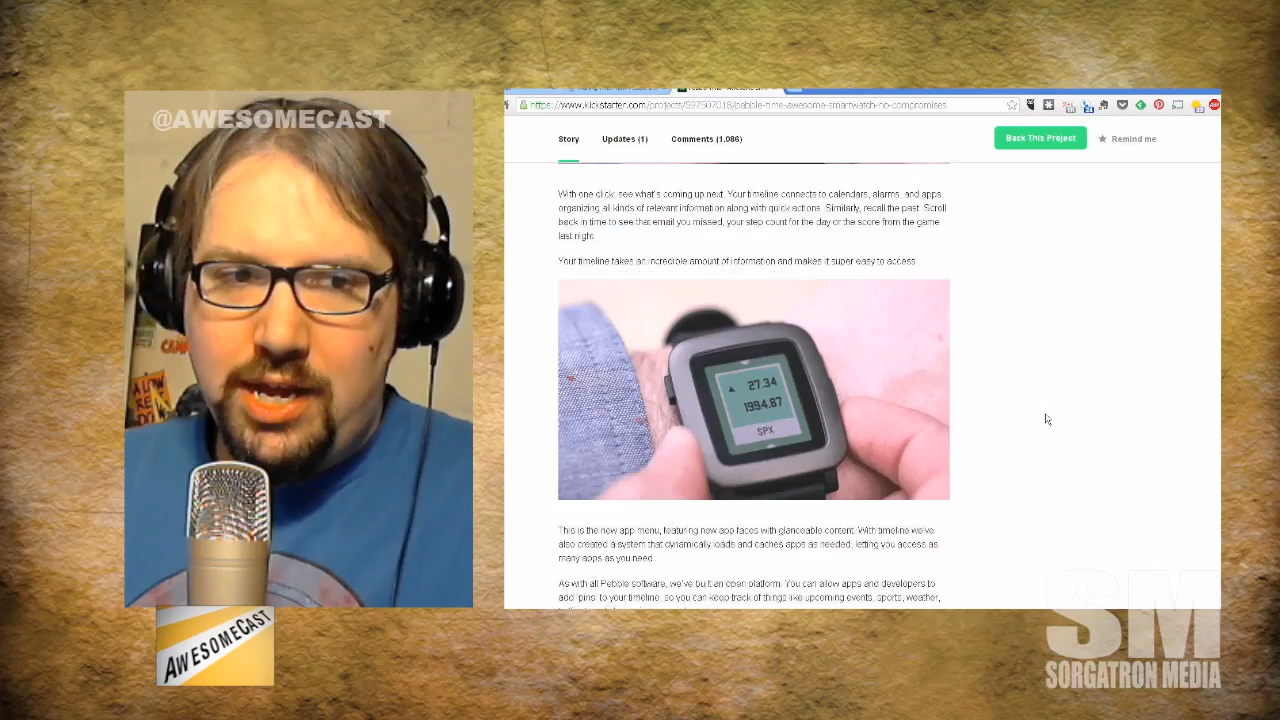 @AWESOMECAST
https://www.kickstarter.com/projects/597507018/pebble-time-awesome-smartwatch-no-compromises
Story Updates (1) Comments (1,086) Back This Project Remind me
With one click, see what's coming up next. Your timeline connects to calendars, alarms, and apps,
organizing all kinds of relevant information along with quick actions. Similarly, recall the past. Scroll
back in time to see that email you missed, your step count for the day or the score from the game
last night.
Your timeline takes an incredible amount of information and makes it super easy to access.
27.34
1994.87
SPX
This is the new app menu, featuring new app faces with glanceable content. With timeline we've
also created a system that dynamically loads and caches apps as needed, letting you access as
many apps as you need.
As with all Pebble software, we've built an open platform. You can allow apps and developers to
add 'pins' to your timeline, so you can keep track of things like upcoming events, sports, weather,
AWESOMECAST
SM
SORGATRON MEDIA